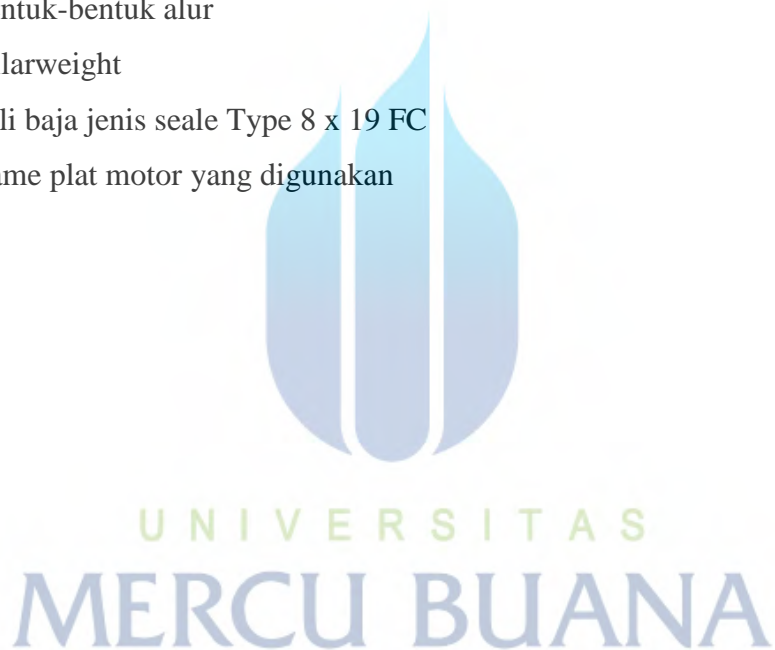 ntuk-bentuk alur
larweight
li baja jenis seale Type 8 x 19 FC
ame plat motor yang digunakan
UNIVERSITAS
MERCU BUANA